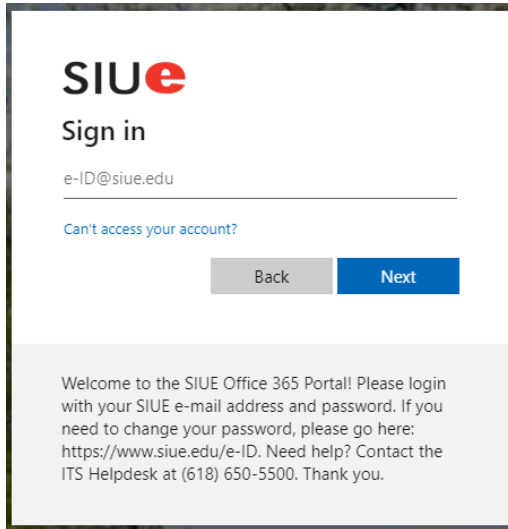 SIUe
Sign in
e-ID@siue.edu
Can't access your account?
Back
Next
Welcome to the SIUE Office 365 Portal! Please login
with your SIUE e-mail address and password. If you
need to change your password, please go here:
https://www.siue.edu/e-ID. Need help? Contact the
ITS Helpdesk at (618) 650-5500. Thank you.